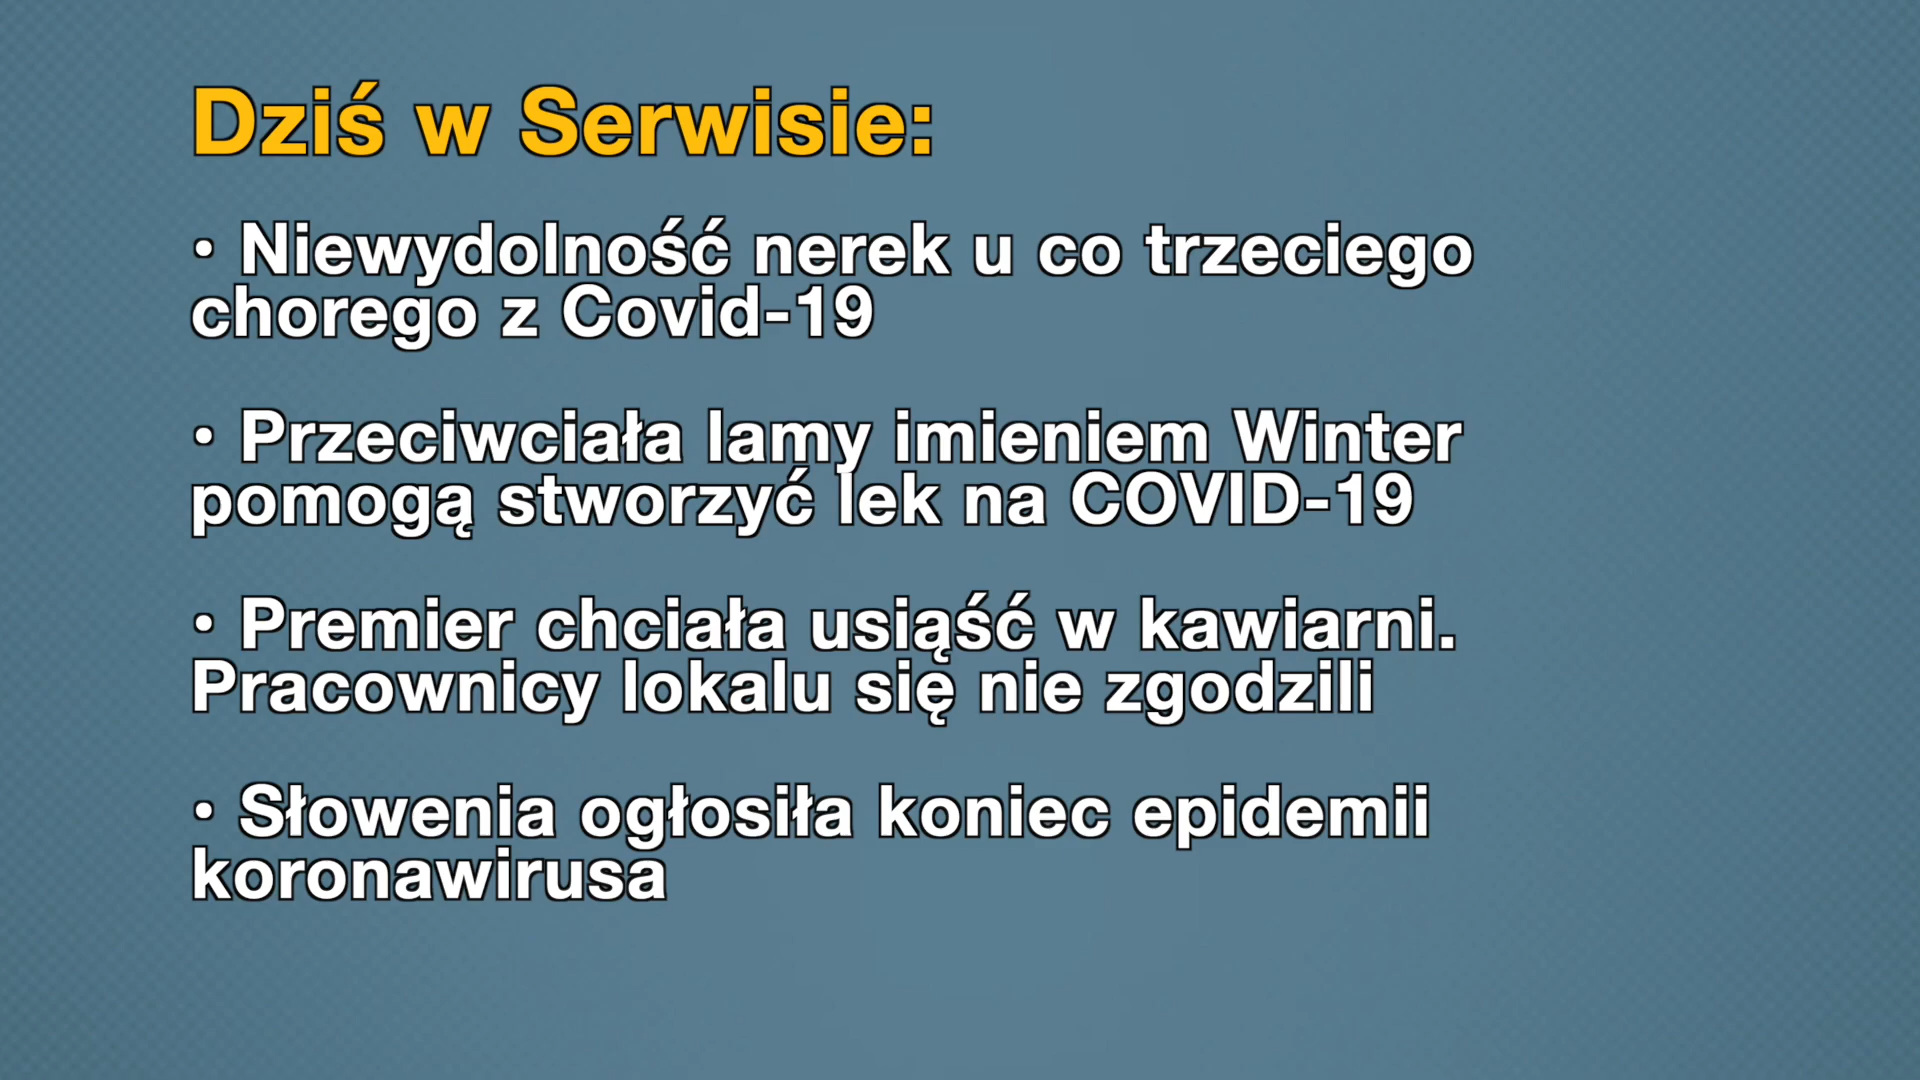 Dziś w Serwisie:
• Niewydolność nerek u co trzeciego
chorego z Covid-19
• Przeciwciała lamy imieniem Winter
pomogą stworzyć lek na COVID-19
• Premier chciała usiąść w kawiarni.
Pracownicy lokalu się nie zgodzili
• Słowenia ogłosiła koniec epidemii
koronawirusa